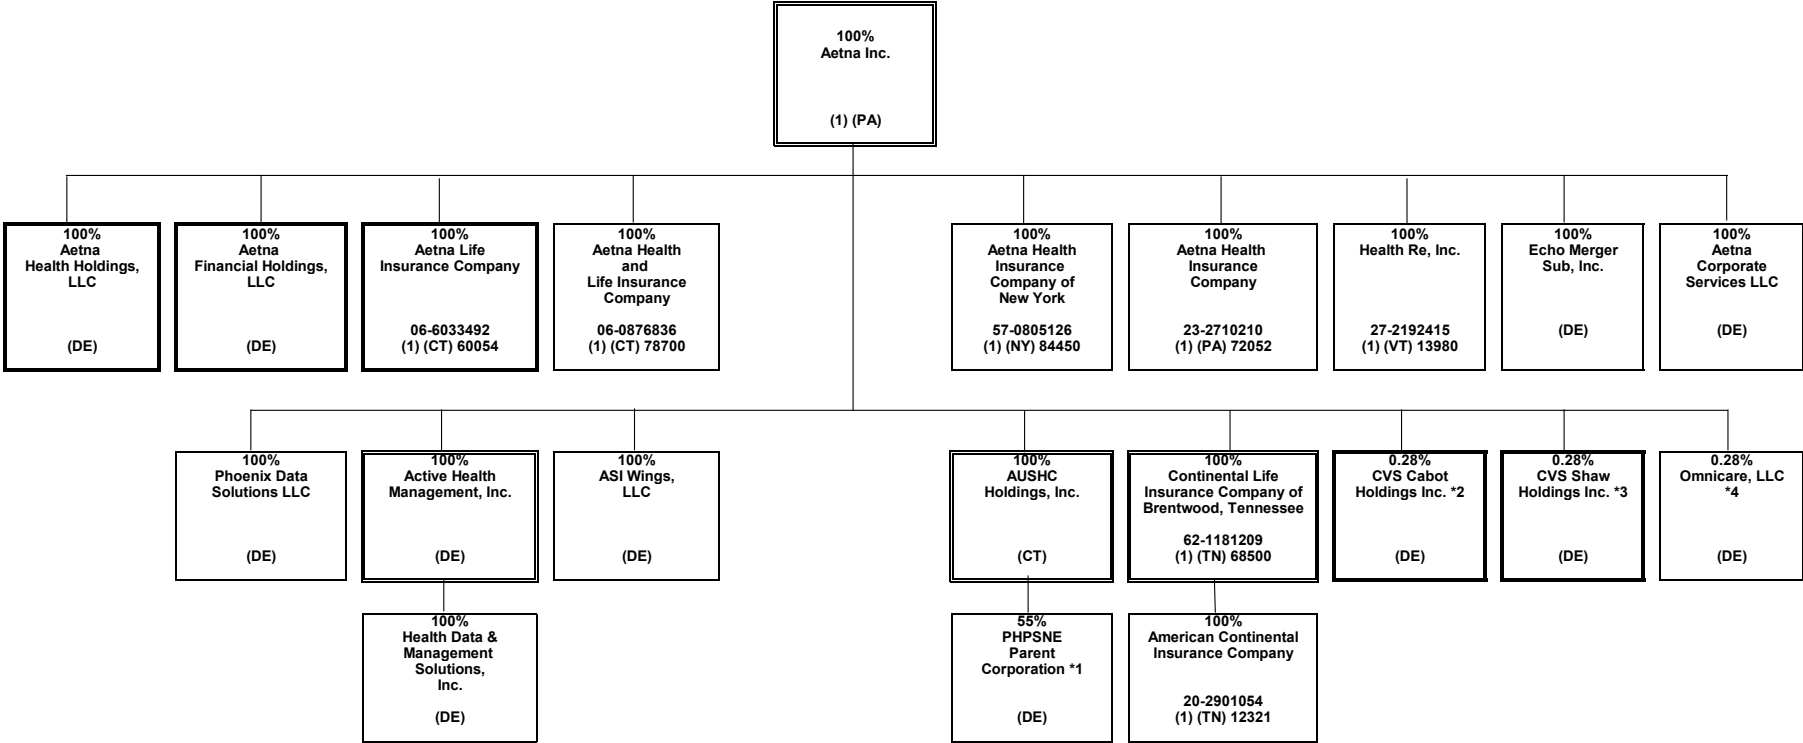 100%
Aetna Inc.
(1) (PA)
100%
Aetna
Health Holdings,
LLC
(DE)
100%
Aetna
Financial Holdings,
LLC
(DE)
100%
Aetna Life
Insurance Company
06-6033492
(1) (CT) 60054
100%
Aetna Health
and
Life Insurance
Company
06-0876836
(1) (CT) 78700
100%
Aetna Health
Insurance
Company of
New York
57-0805126
(1) (NY) 84450
100%
Aetna Health
Insurance
Company
23-2710210
(1) (PA) 72052
100%
Health Re, Inc.
27-2192415
(1) (VT) 13980
100%
Echo Merger
Sub, Inc.
(DE)
100%
Aetna
Corporate
Services LLC
(DE)
100%
Phoenix Data
Solutions LLC
(DE)
100%
Active Health
Management, Inc.
(DE)
100%
ASI Wings,
LLC
(DE)
100%
AUSHC
Holdings, Inc.
(CT)
100%
Continental Life
Insurance Company of
Brentwood, Tennessee
62-1181209
(1) (TN) 68500
0.28%
CVS Cabot
Holdings Inc. *2
(DE)
0.28%
CVS Shaw
Holdings Inc. *3
(DE)
0.28%
Omnicare, LLC
*4
(DE)
100%
Health Data &
Management
Solutions,
Inc.
(DE)
55%
PHPSNE
Parent
Corporation *1
(DE)
100%
American Continental
Insurance Company
20-2901054
(1) (TN) 12321